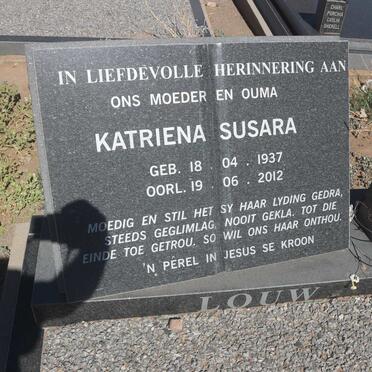 IN LIEFDEVOLLE HERINNERING AAN
ONS MOEDER EN OUMA
KATRIENA SUSARA
GEB. 18 . 04 . 1937
OORL. 19 . 06 . 2012
MOEDIG EN STIL HET SY HAAR LYDING GEDRA,
STEEDS GEGLIMLAG, NOOIT GEKLA. TOT DIE
EINDE TOE GETROU. SO WIL ONS HAAR ONTHOU.
'N PÊREL IN JESUS SE KROON
LOUW